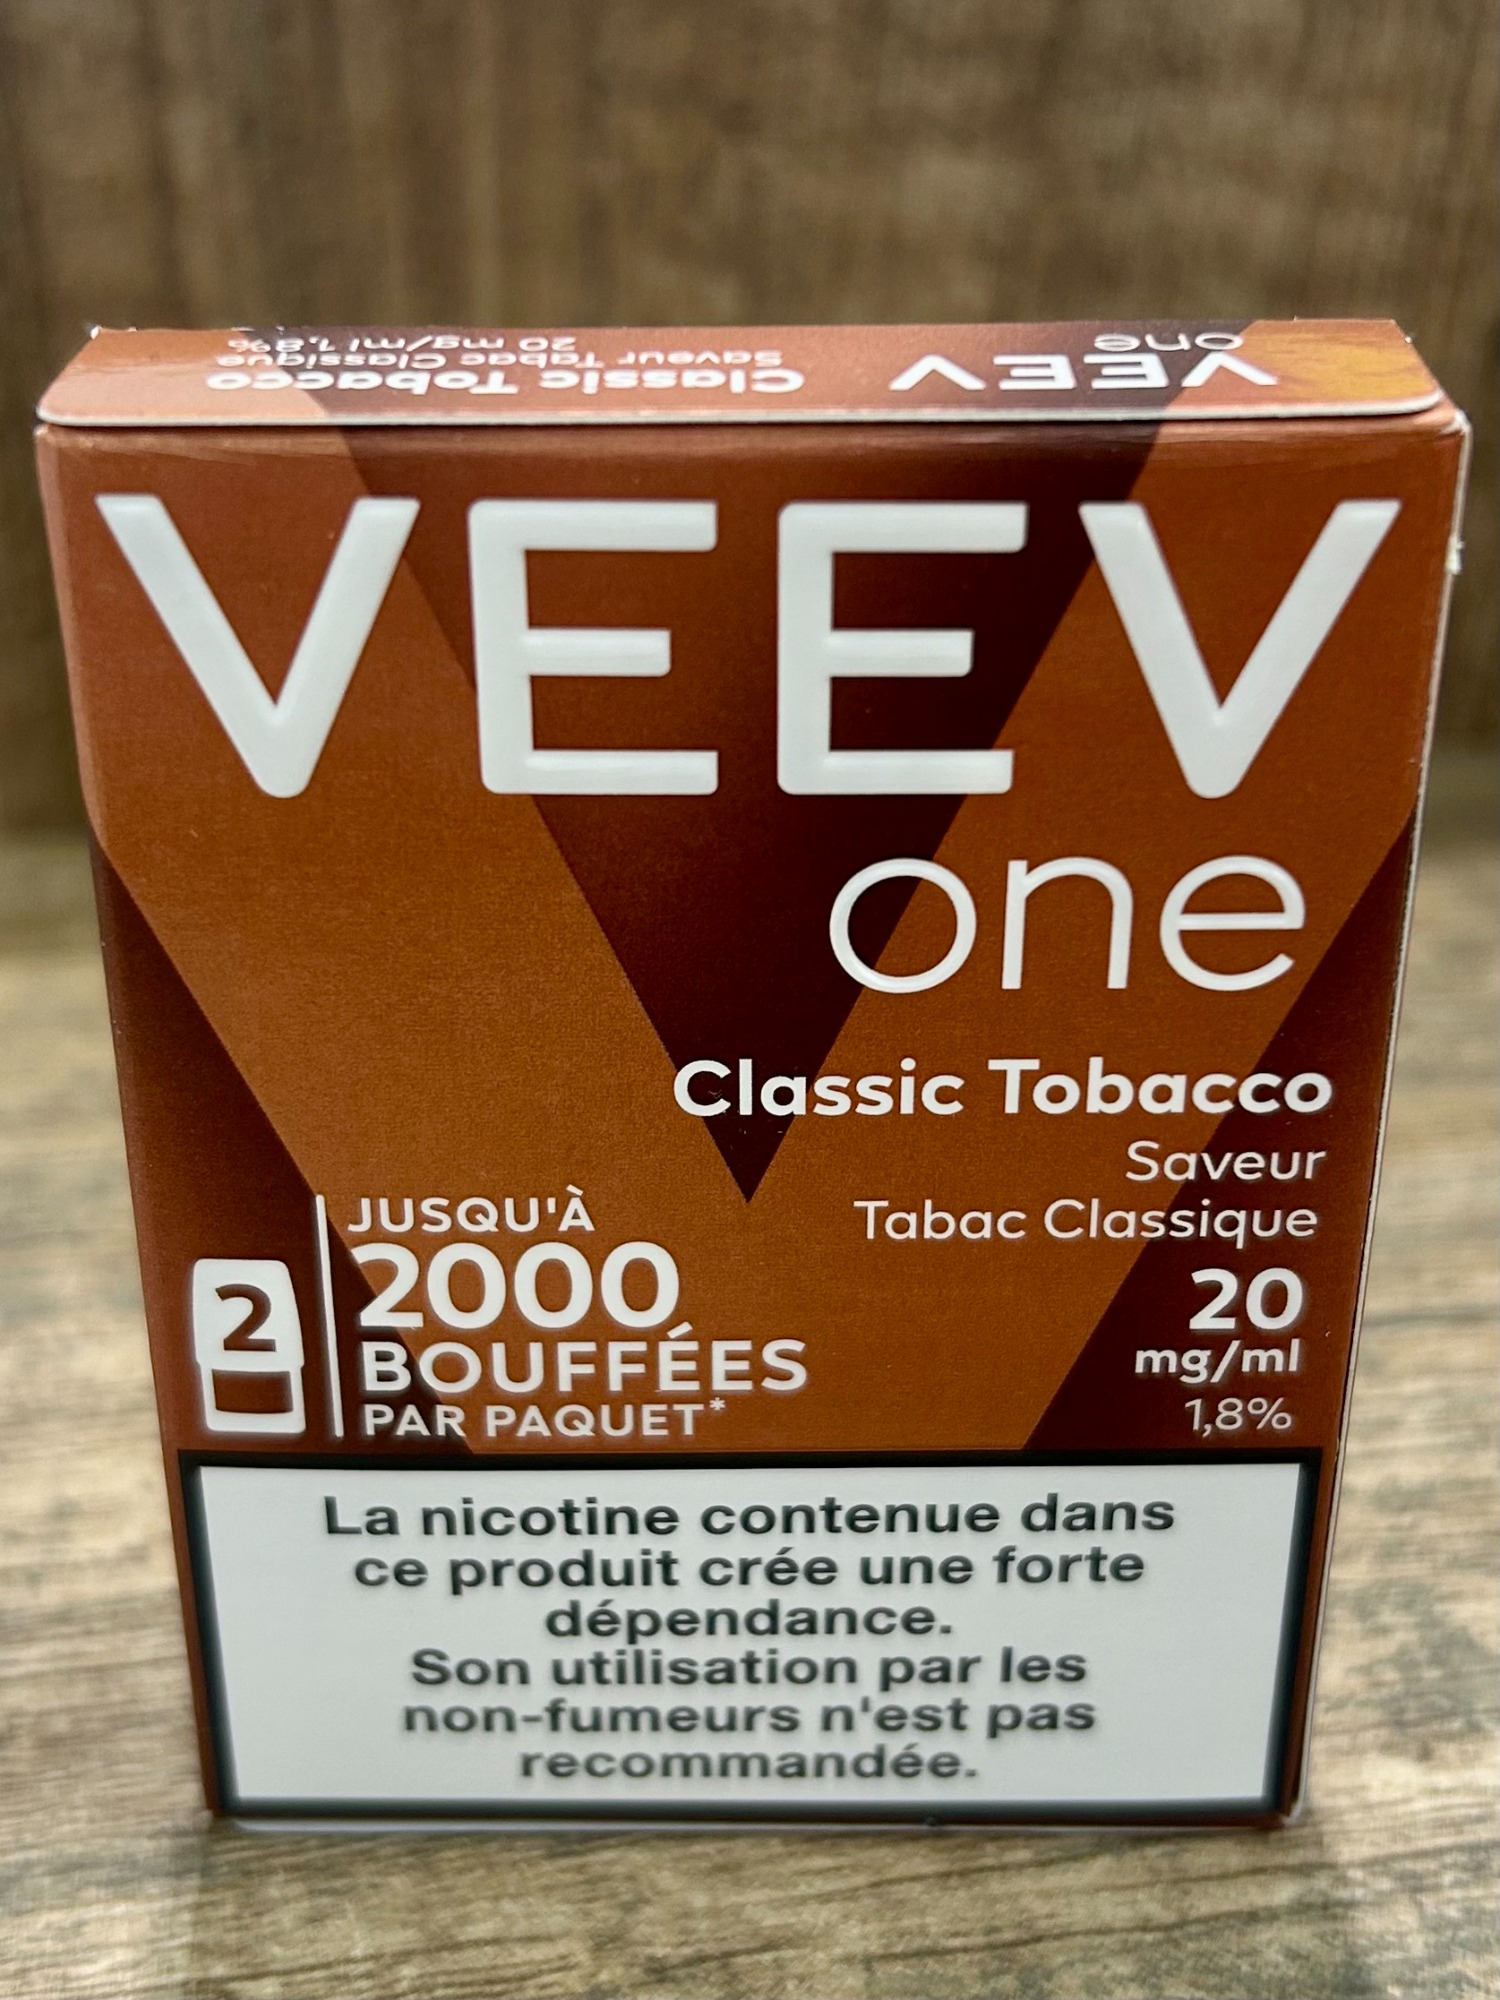 VEEV
one
Classic Tobacco
Saveur Tabac Classique
20 mg/ml 1,8%
VEEV
one
Classic Tobacco
Saveur
Tabac Classique
20
mg/ml
1,8%
2
JUSQU'À
2000
BOUFFÉES
PAR PAQUET*
La nicotine contenue dans
ce produit crée une forte
dépendance.
Son utilisation par les
non-fumeurs n'est pas
recommandée.